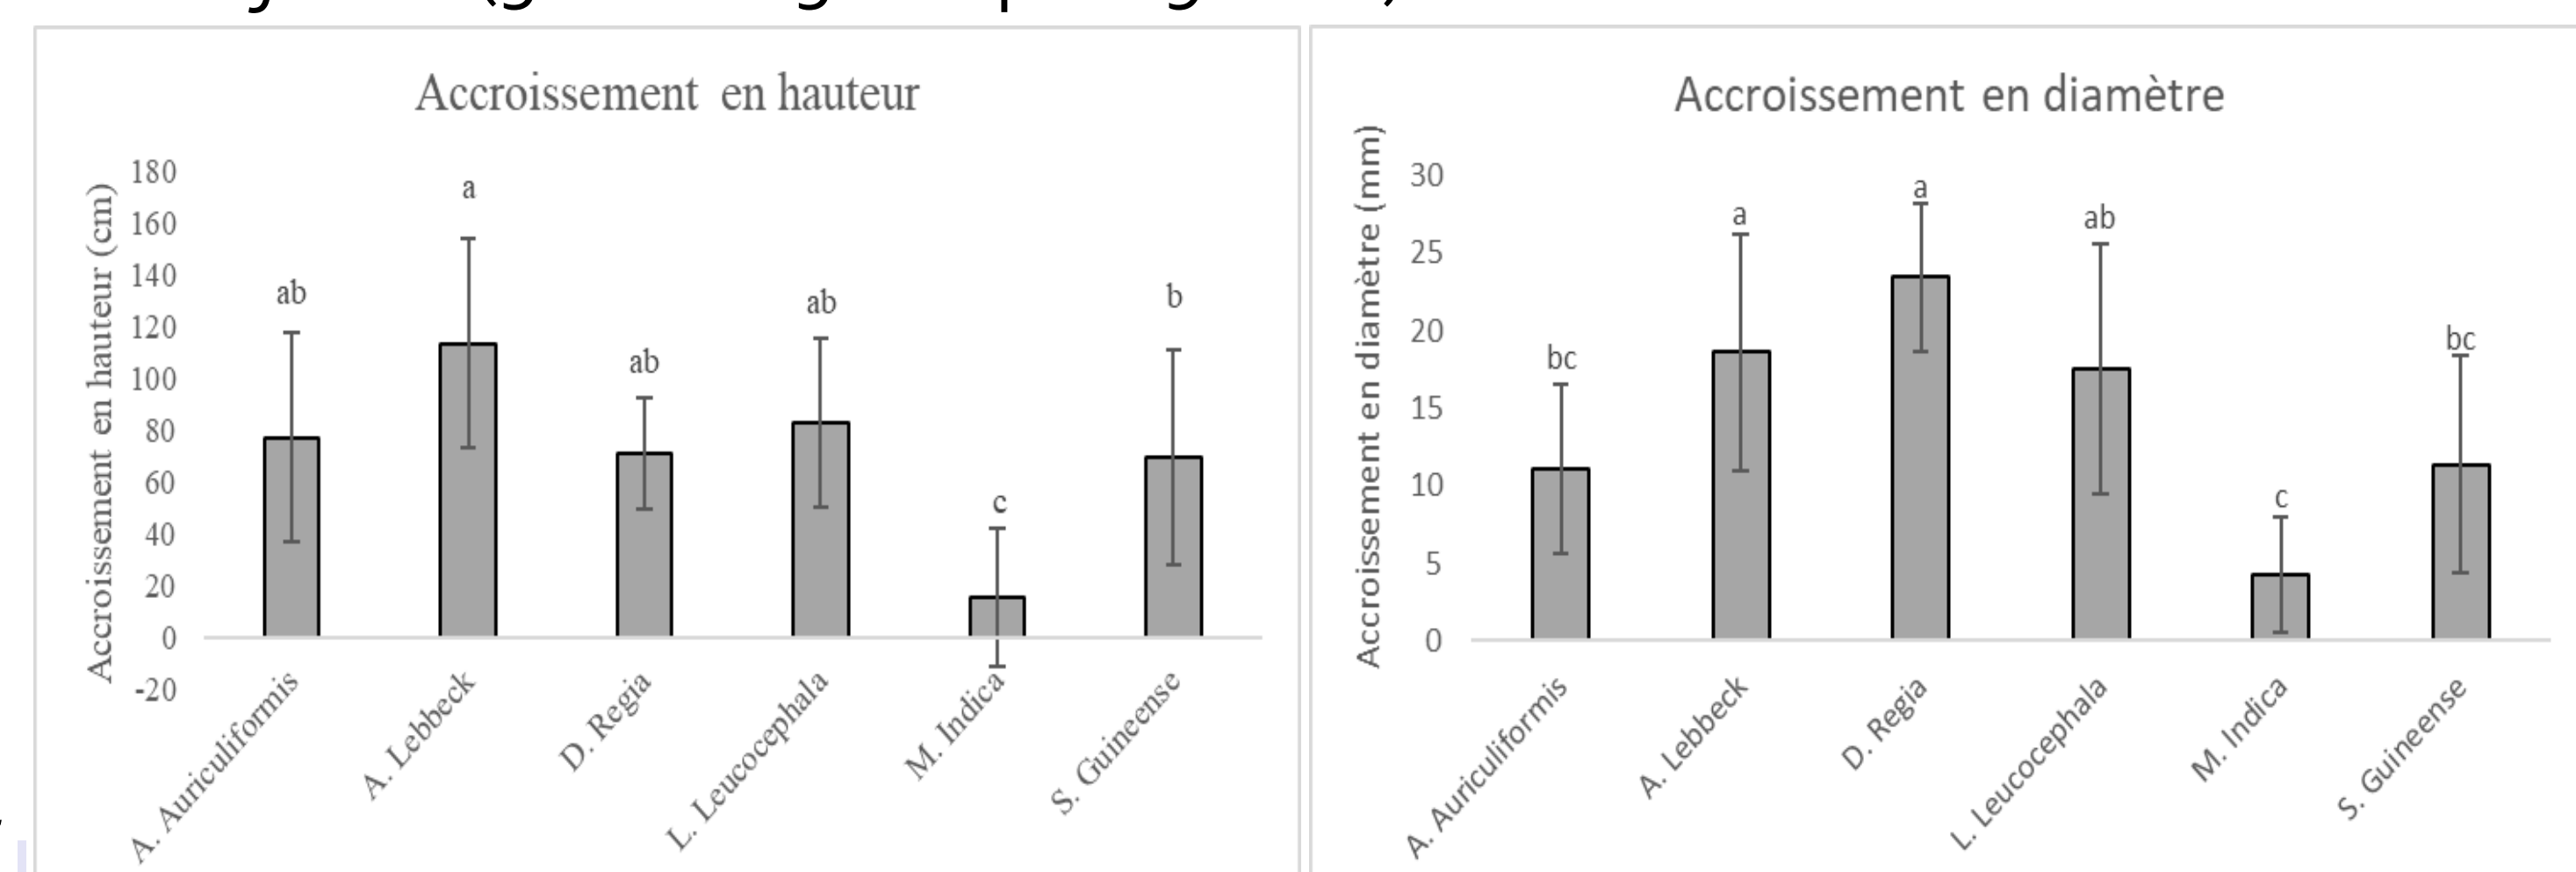 Accroissement en hauteur
Accroissement en hauteur (cm)
180
160
140
120
100
80
60
40
20
0
-20
ab
a
ab
ab
c
b
A. Auriculiformis
A. Lebbeck
D. Regia
L. Leucocephala
M. Indica
S. Guineense
Accroissement en diamètre
Accroissement en diamètre (mm)
30
25
20
15
10
5
0
bc
a
a
ab
c
bc
A. Auriculiformis
A. Lebbeck
D. Regia
L. Leucocephala
M. Indica
S. Guineense